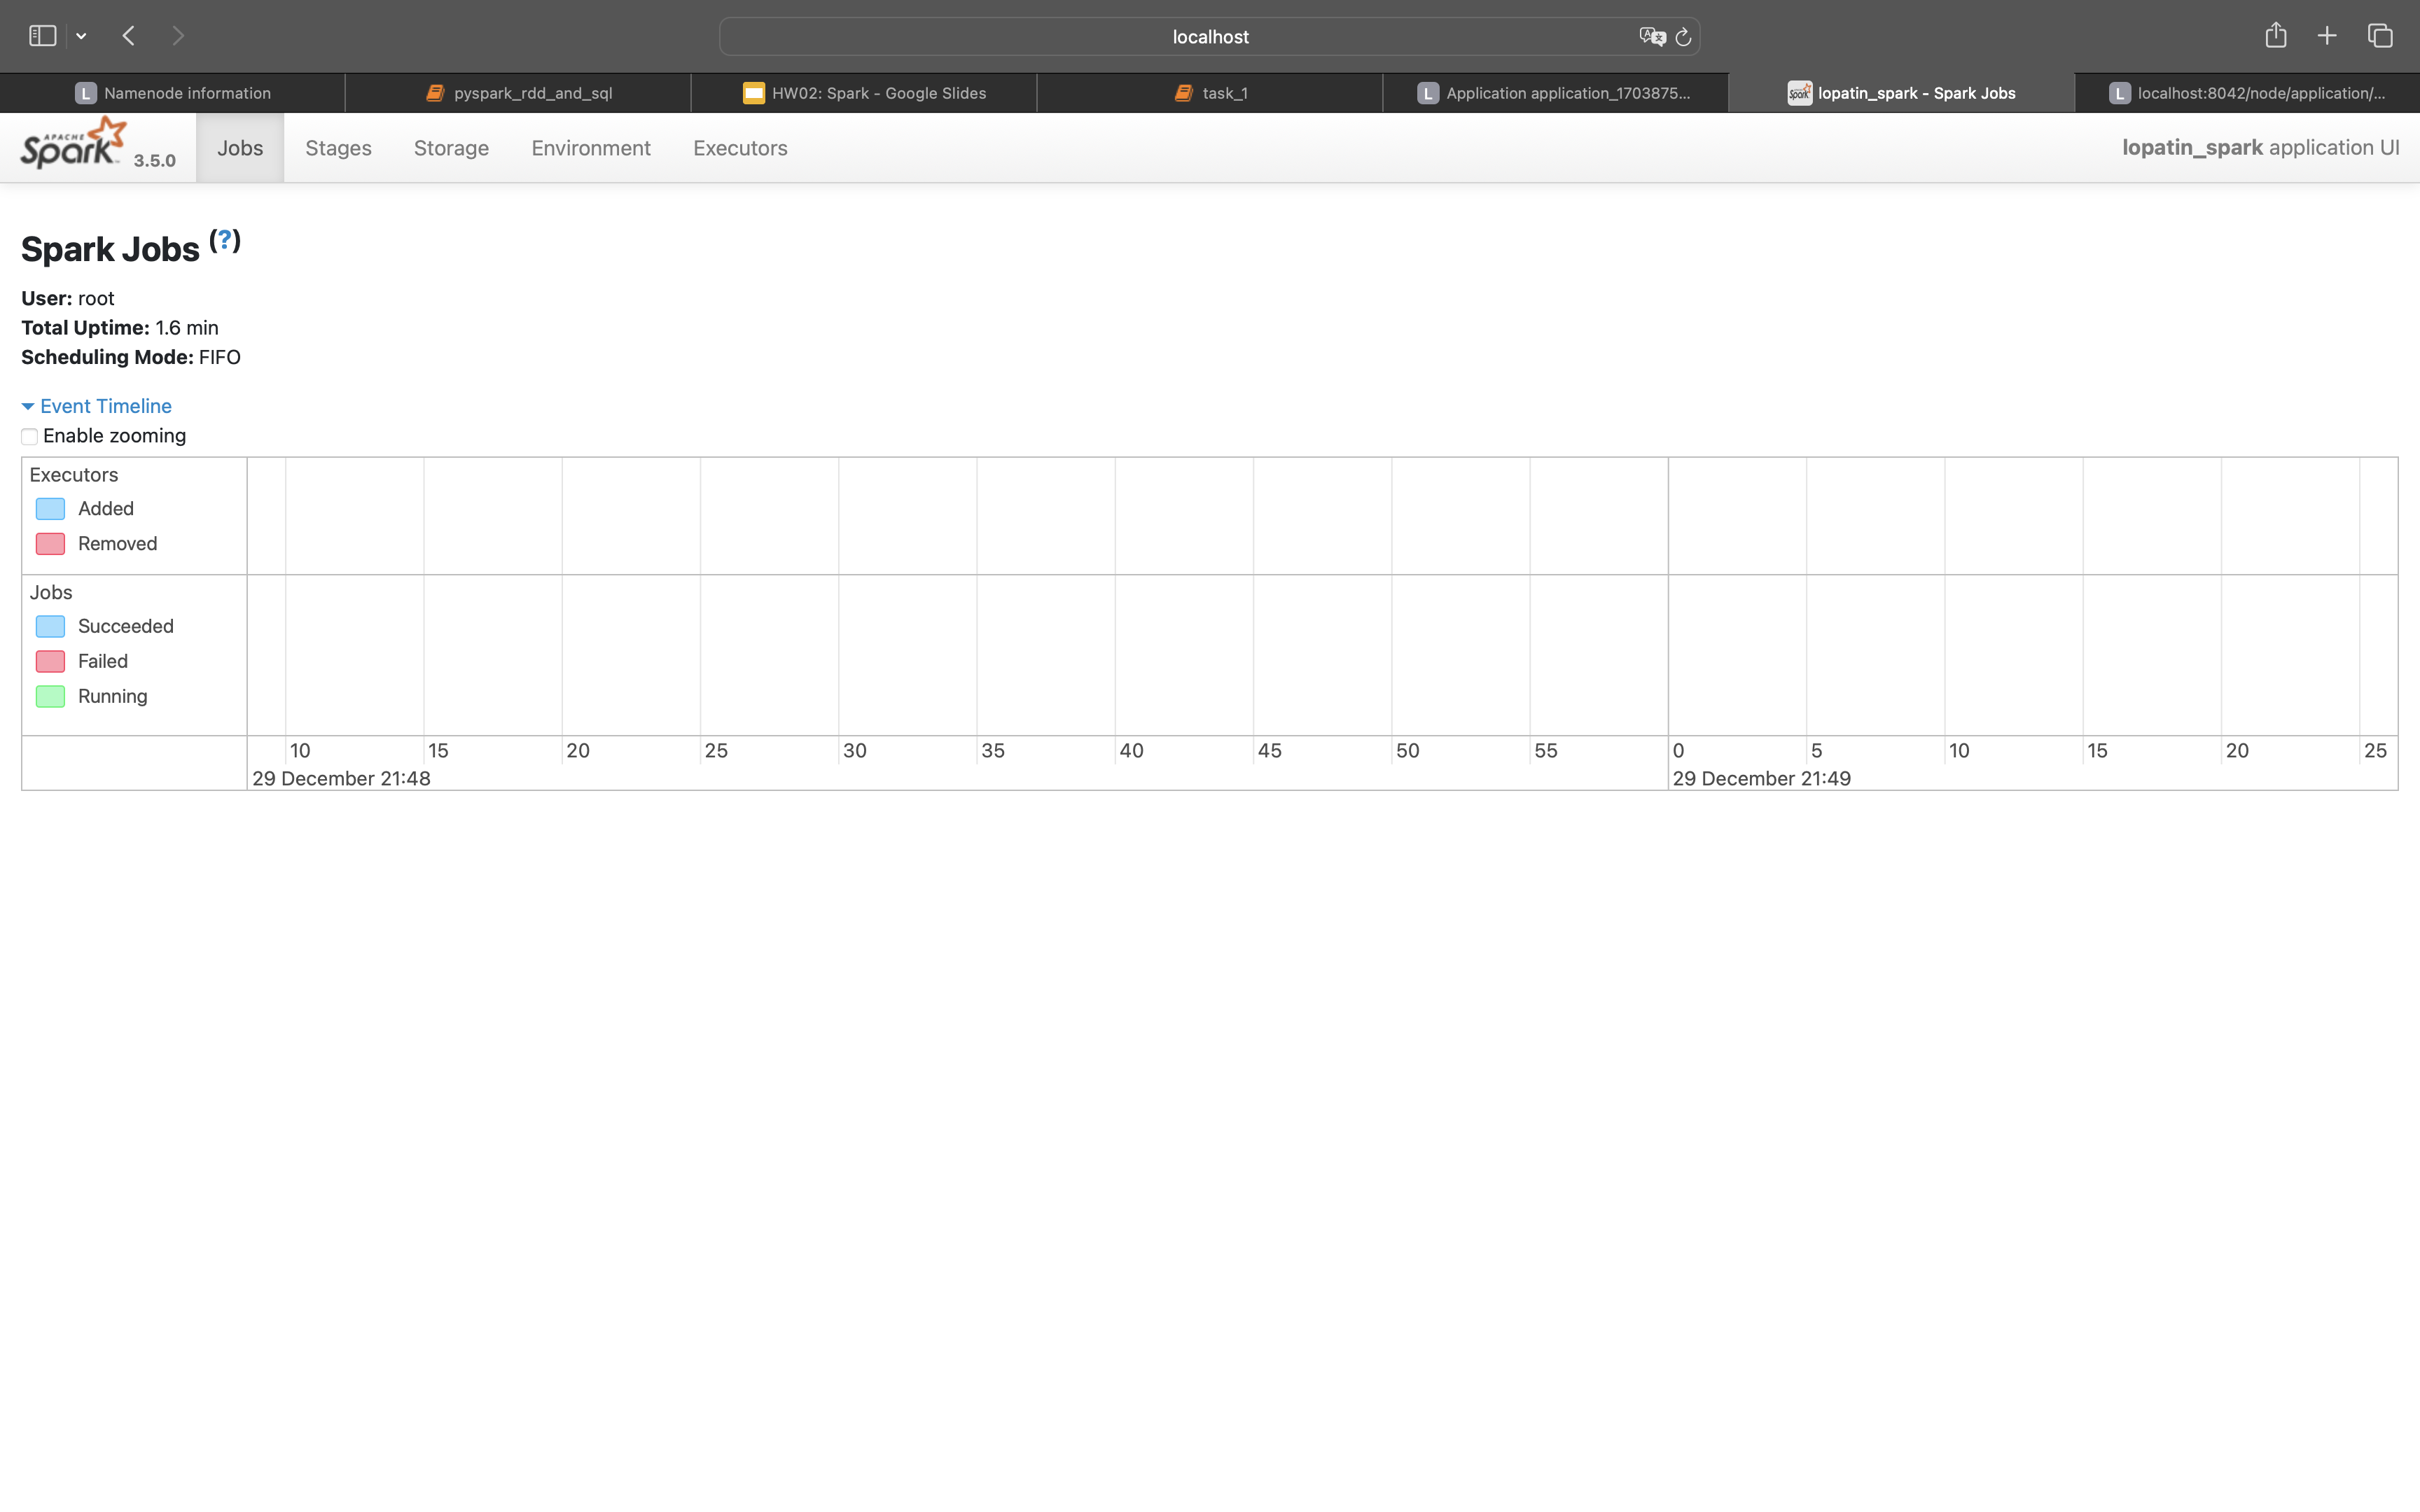 localhost
L Namenode information
pyspark_rdd_and_sql
HW02: Spark - Google Slides
task_1
L Application application_1703875...
Spark lopatin_spark - Spark Jobs
L localhost:8042/node/application/...
APACHE Spark 3.5.0
Jobs
Stages
Storage
Environment
Executors
lopatin_spark application UI
Spark Jobs (?)
User: root
Total Uptime: 1.6 min
Scheduling Mode: FIFO
Event Timeline
Enable zooming
Executors
Added
Removed
Jobs
Succeeded
Failed
Running
10 15 20 25 30 35 40 45 50 55 0 5 10 15 20 25
29 December 21:48 29 December 21:49